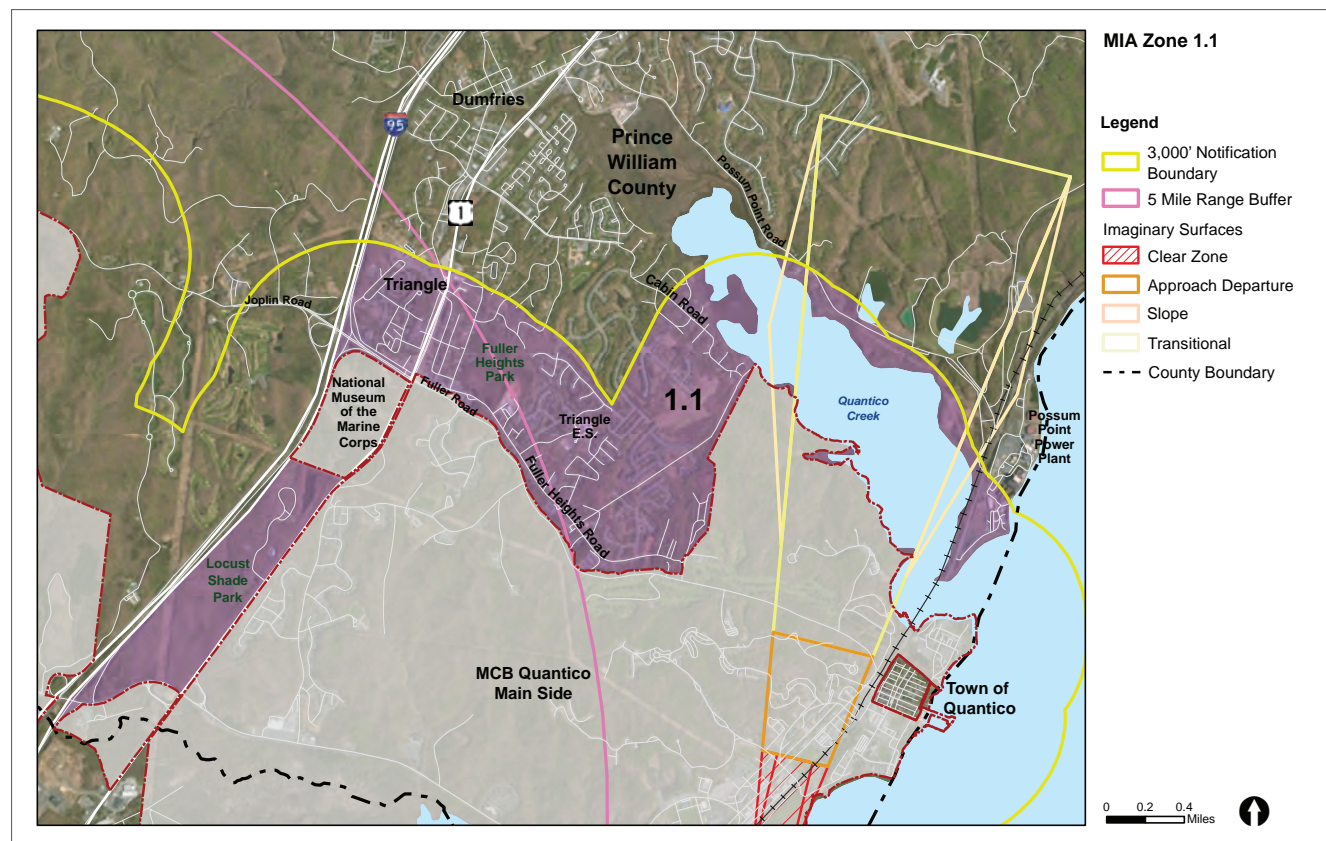 MIA Zone 1.1
Legend
3,000' Notification
Boundary
5 Mile Range Buffer
Imaginary Surfaces
Clear Zone
Approach Departure
Slope
Transitional
County Boundary
Dumfries
95
Prince
William
County
Possum Point Road
1
Triangle
Joplin Road
Cabin Road
Fuller
Heights
Park
National
Museum
of the
Marine
Corps
Fuller Road
1.1
Triangle
E.S.
Quantico
Creek
Possum
Point
Power
Plant
Fuller Heights Road
Locust
Shade
Park
MCB Quantico
Main Side
Town of
Quantico
0 0.2 0.4
Miles